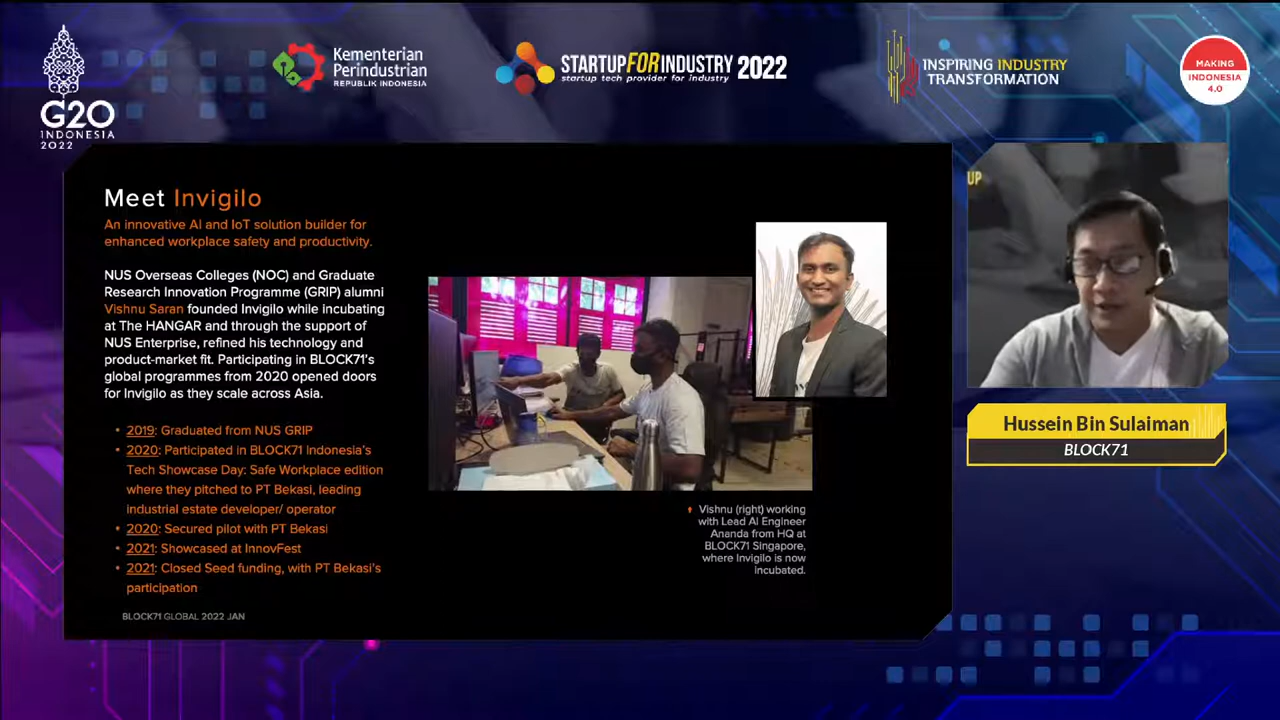 G20
INDONESIA
2022
Kementerian
Perindustrian
REPUBLIK INDONESIA
STARTUPFORINDUSTRY 2022
startup tech provider for industry
INSPIRING INDUSTRY
TRANSFORMATION
MAKING
INDONESIA
4.0
Meet Invigilo
An innovative AI and IoT solution builder for
enhanced workplace safety and productivity.
NUS Overseas Colleges (NOC) and Graduate
Research Innovation Programme (GRIP) alumni
Vishnu Saran founded Invigilo while incubating
at The HANGAR and through the support of
NUS Enterprise, refined his technology and
product-market fit. Participating in BLOCK71's
global programmes from 2020 opened doors
for Invigilo as they scale across Asia.
• 2019: Graduated from NUS GRIP
• 2020: Participated in BLOCK71 Indonesia's
Tech Showcase Day: Safe Workplace edition
where they pitched to PT Bekasi, leading
industrial estate developer/ operator
• 2020: Secured pilot with PT Bekasi
• 2021: Showcased at InnovFest
• 2021: Closed Seed funding, with PT Bekasi's
participation
BLOCK71 GLOBAL 2022 JAN
Vishnu (right) working
with Lead AI Engineer
Ananda from HQ at
BLOCK71 Singapore,
where Invigilo is now
incubated.
UP
Hussein Bin Sulaiman
BLOCK71